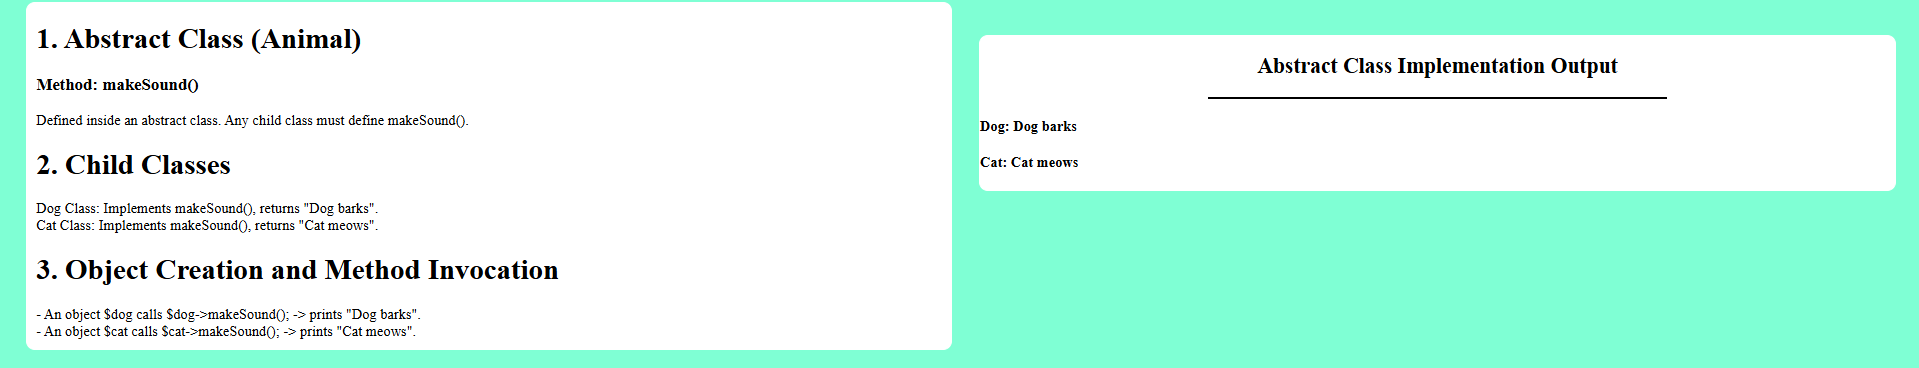 1. Abstract Class (Animal)
Method: makeSound()
Defined inside an abstract class. Any child class must define makeSound().
2. Child Classes
Dog Class: Implements makeSound(), returns "Dog barks".
Cat Class: Implements makeSound(), returns "Cat meows".
3. Object Creation and Method Invocation
- An object $dog calls $dog->makeSound(); -> prints "Dog barks".
- An object $cat calls $cat->makeSound(); -> prints "Cat meows".
Abstract Class Implementation Output
Dog: Dog barks
Cat: Cat meows